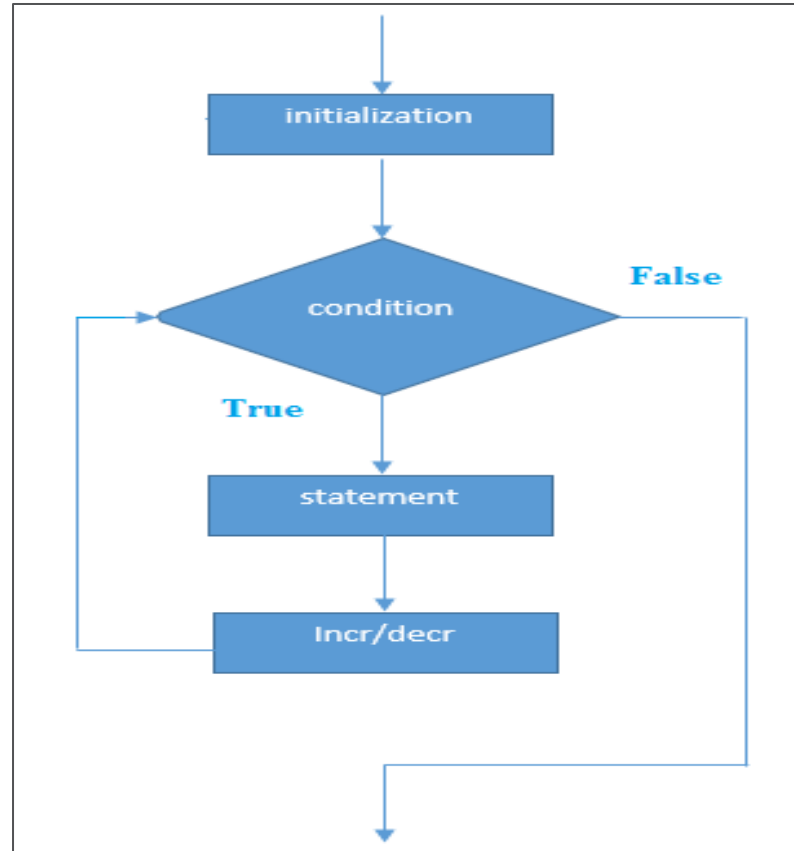 initialization
condition
False
True
statement
Incr/decr